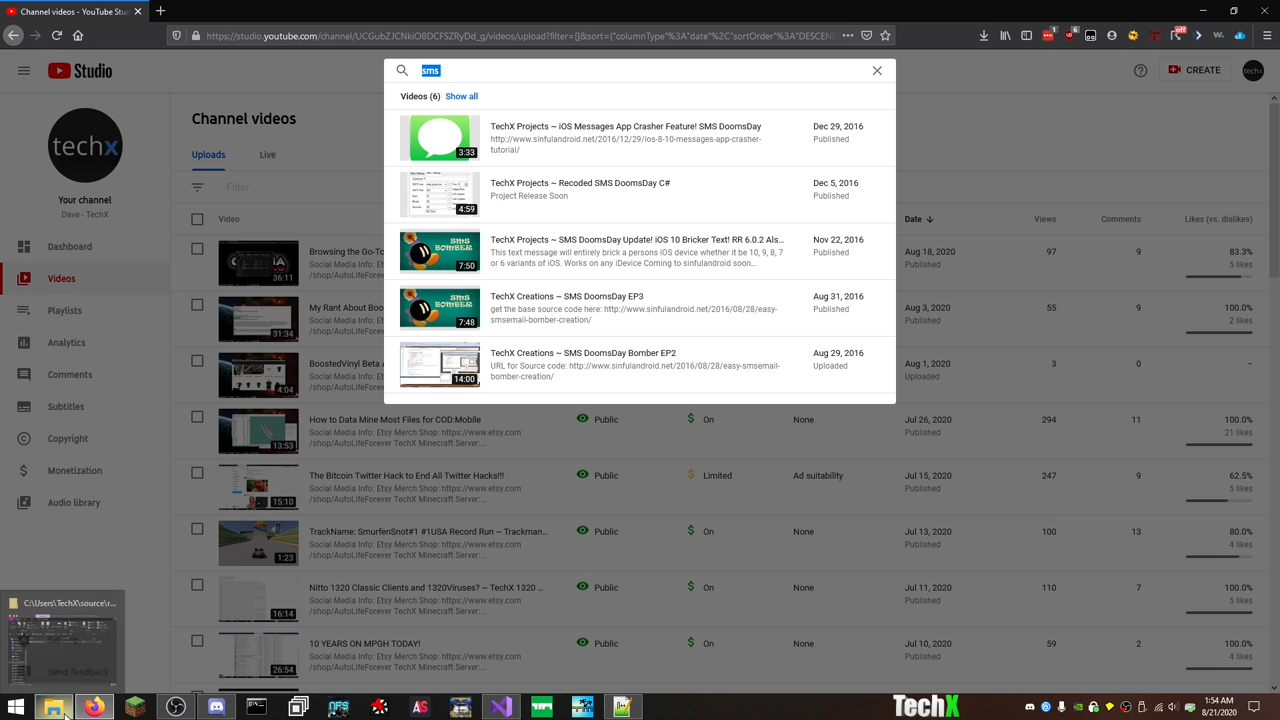 Channel videos - YouTube Stud
https://studio.youtube.com/channel/UCGubZJCNkiO8DCFSZRyDd_g/videos/upload?filter=[]&sort={"columnType"%3A"date"%2C"sortOrder"%3A"DESCEND
Studio
sms
CREATE
techx
Videos (6) Show all
TechX Projects ~ iOS Messages App Crasher Feature! SMS DoomsDay
http://www.sinfulandroid.net/2016/12/29/ios-8-10-messages-app-crasher-
tutorial/
Dec 29, 2016
Published
3:33
TechX Projects ~ Recoded SMS DoomsDay C#
Project Release Soon
Dec 5, 2016
Published
4:59
TechX Projects ~ SMS DoomsDay Update! iOS 10 Bricker Text! RR 6.0.2 Als...
This text message will entirely brick a persons iOS device whether it be 10, 9, 8, 7
or 6 variants of iOS. Works on any iDevice Coming to sinfulandroid soon...
Nov 22, 2016
Published
SMS
BOMBER
7:50
TechX Creations ~ SMS DoomsDay EP3
get the base source code here: http://www.sinfulandroid.net/2016/08/28/easy-
smsemail-bomber-creation/
Aug 31, 2016
Published
SMS
BOMBER
7:48
TechX Creations ~ SMS DoomsDay Bomber EP2
URL for Source code: http://www.sinfulandroid.net/2016/08/28/easy-smsemail-
bomber-creation/
Aug 29, 2016
Uploaded
14:00
techx
Your channel
Dave - TechX
Dashboard
Videos
Playlists
Analytics
Comments
Subtitles
Copyright
Monetization
Audio library
Send feedback
Channel videos
Uploads Live
Filter
Video Date Views Comments Likes (vs. dislikes)
36:11
Browsing the Go-To
Social Media Info: Et
/shop/AutoLifeForev
Aug 18, 2020
Published
97 9 83.3%
5 likes
31:34
My Rant About Boo
Social Media Info: Et
/shop/AutoLifeForev
Aug 3, 2020
Published
55 9
2 likes
4:04
BoostedVinyl Beta A
Social Media Info: Et
/shop/AutoLifeForev
Aug 1, 2020
Uploaded
3 –
13:53
How to Data Mine Most Files for COD:Mobile
Social Media Info: Etsy Merch Shop: https://www.etsy.com
/shop/AutoLifeForever TechX Minecraft Server:...
Public On None Jul 26, 2020
Published
294 11 100.0%
21 likes
15:10
The Bitcoin Twitter Hack to End All Twitter Hacks!!!
Social Media Info: Etsy Merch Shop: https://www.etsy.com
/shop/AutoLifeForever TechX Minecraft Server:...
Public Limited Ad suitability Jul 15, 2020
Published
247 9 62.5%
5 likes
1:23
TrackName: SmurfenSnot#1 #1USA Record Run ~ Trackman...
Social Media Info: Etsy Merch Shop: https://www.etsy.com
/shop/AutoLifeForever TechX Minecraft Server:...
Public On None Jul 13, 2020
Published
100 13 80.0%
4 likes
16:14
Nitto 1320 Classic Clients and 1320Viruses? ~ TechX 1320 ...
Social Media Info: Etsy Merch Shop: https://www.etsy.com
/shop/AutoLifeForever TechX Minecraft Server:...
Public On None Jul 11, 2020
Published
110 7 100.0%
5 likes
26:54
10 YEARS ON MPGH TODAY!
Social Media Info: Etsy Merch Shop: https://www.etsy.com
/shop/AutoLifeForever TechX Minecraft Server:...
Public On None Jul 10, 2020
Published
59 2 100.0%
4 likes
C:\Users\TechX\source\r...
TechX
1:54 AM
8/21/2020